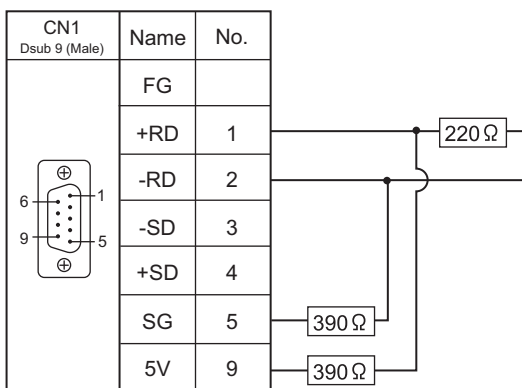 CN1
Dsub 9 (Male)
Name
No.
FG
+RD 1
220Ω
-RD 2
6
1
-SD 3
9
5
+SD 4
SG 5
390Ω
5V 9
390Ω